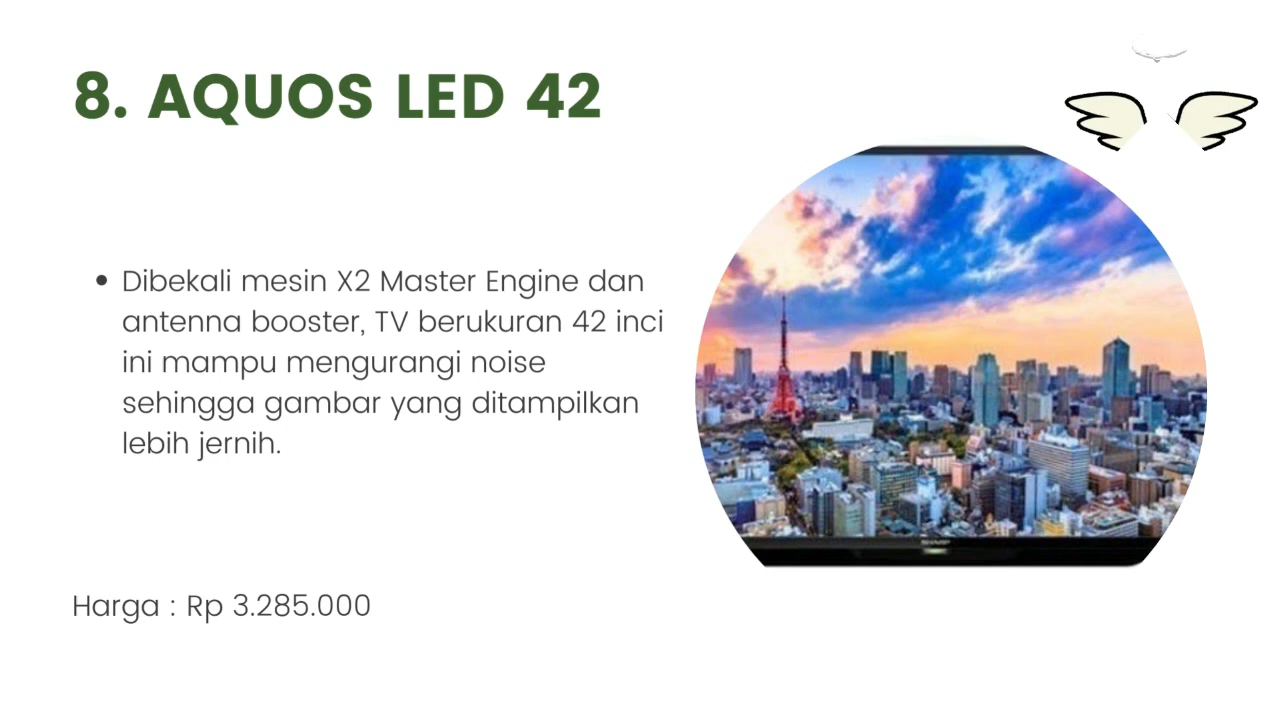 8. AQUOS LED 42
• Dibekali mesin X2 Master Engine dan
antenna booster, TV berukuran 42 inci
ini mampu mengurangi noise
sehingga gambar yang ditampilkan
lebih jernih.
SHARP
Harga : Rp 3.285.000